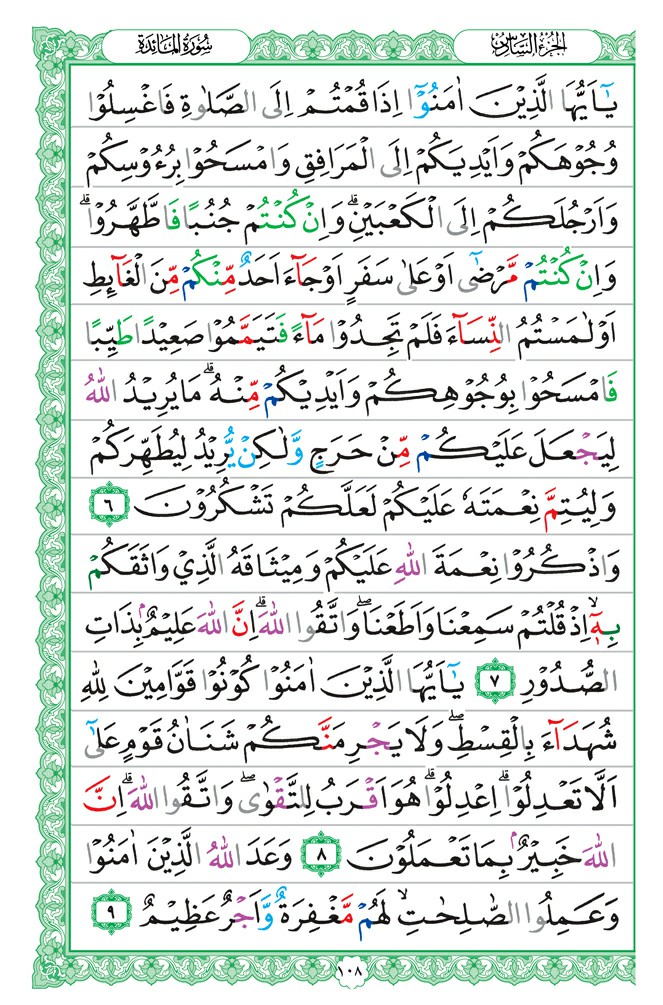 الجزء السادس
سورة المائدة
يٰٓاَيُّهَا الَّذِيْنَ اٰمَنُوْٓا اِذَا قُمْتُمْ اِلَى الصَّلٰوةِ فَاغْسِلُوْا
وُجُوْهَكُمْ وَاَيْدِيَكُمْ اِلَى الْمَرَافِقِ وَامْسَحُوْا بِرُءُوْسِكُمْ
وَاَرْجُلَكُمْ اِلَى الْكَعْبَيْنِۗ وَاِنْ كُنْتُمْ جُنُبًا فَاطَّهَّرُوْاۗ
وَاِنْ كُنْتُمْ مَّرْضٰٓى اَوْ عَلٰى سَفَرٍ اَوْ جَاۤءَ اَحَدٌ مِّنْكُمْ مِّنَ الْغَاۤىِٕطِ
اَوْ لٰمَسْتُمُ النِّسَاۤءَ فَلَمْ تَجِدُوْا مَاۤءً فَتَيَمَّمُوْا صَعِيْدًا طَيِّبًا
فَامْسَحُوْا بِوُجُوْهِكُمْ وَاَيْدِيْكُمْ مِّنْهُۗ مَا يُرِيْدُ اللّٰهُ
لِيَجْعَلَ عَلَيْكُمْ مِّنْ حَرَجٍ وَّلٰكِنْ يُّرِيْدُ لِيُطَهِّرَكُمْ
وَلِيُتِمَّ نِعْمَتَهٗ عَلَيْكُمْ لَعَلَّكُمْ تَشْكُرُوْنَ ٦
وَاذْكُرُوْا نِعْمَةَ اللّٰهِ عَلَيْكُمْ وَمِيْثَاقَهُ الَّذِيْ وَاثَقَكُمْ
بِهٖٓۙ اِذْ قُلْتُمْ سَمِعْنَا وَاَطَعْنَاۖ وَاتَّقُوا اللّٰهَۗ اِنَّ اللّٰهَ عَلِيْمٌۢ بِذَاتِ
الصُّدُوْرِ ٧ يٰٓاَيُّهَا الَّذِيْنَ اٰمَنُوْا كُوْنُوْا قَوَّامِيْنَ لِلّٰهِ
شُهَدَاۤءَ بِالْقِسْطِۖ وَلَا يَجْرِمَنَّكُمْ شَنَاٰنُ قَوْمٍ عَلٰٓى
اَلَّا تَعْدِلُوْاۗ اِعْدِلُوْاۗ هُوَ اَقْرَبُ لِلتَّقْوٰىۖ وَاتَّقُوا اللّٰهَۗ اِنَّ
اللّٰهَ خَبِيْرٌۢ بِمَا تَعْمَلُوْنَ ٨ وَعَدَ اللّٰهُ الَّذِيْنَ اٰمَنُوْا
وَعَمِلُوا الصّٰلِحٰتِۙ لَهُمْ مَّغْفِرَةٌ وَّاَجْرٌ عَظِيْمٌ ٩
١٠٨